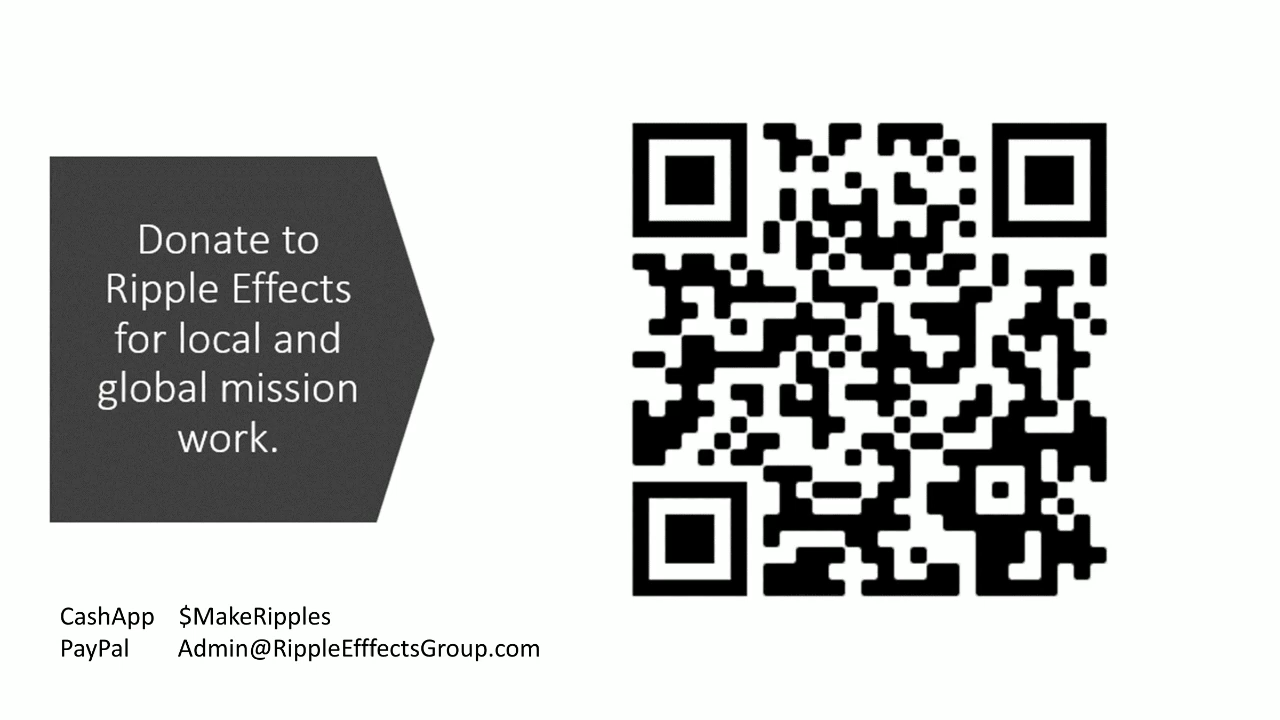 Donate to
Ripple Effects
for local and
global mission
work.
CashApp $MakeRipples
PayPal Admin@RippleEfffectsGroup.com